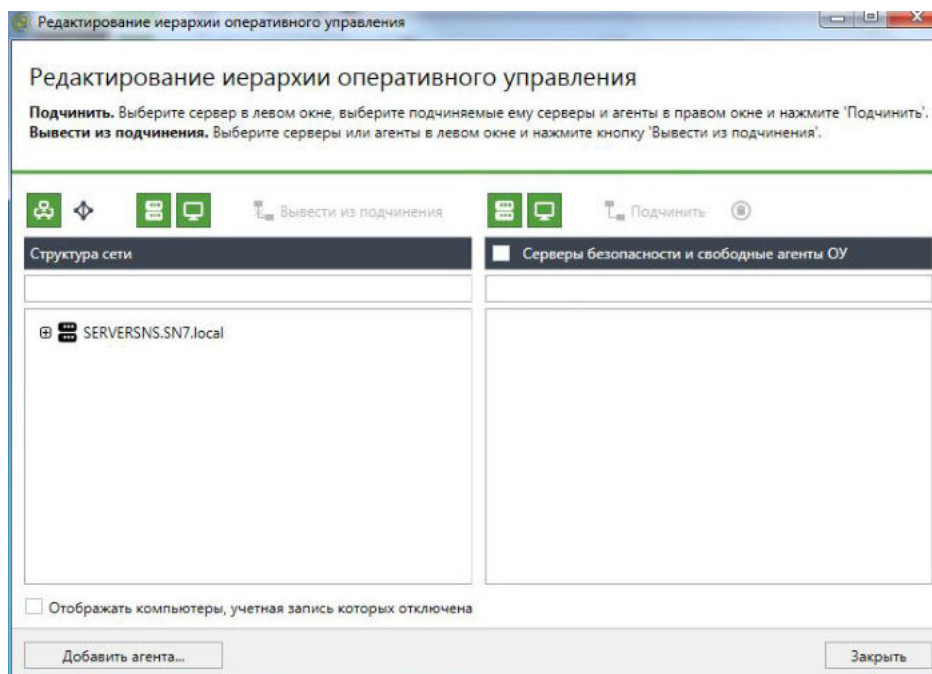 Редактирование иерархии оперативного управления
Редактирование иерархии оперативного управления
Подчинить. Выберите сервер в левом окне, выберите подчиняемые ему серверы и агенты в правом окне и нажмите 'Подчинить'.
Вывести из подчинения. Выберите серверы или агенты в левом окне и нажмите кнопку 'Вывести из подчинения'.
Вывести из подчинения
Подчинить
Структура сети
Серверы безопасности и свободные агенты ОУ
SERVERSNS.SN7.local
Отображать компьютеры, учетная запись которых отключена
Добавить агента...
Закрыть